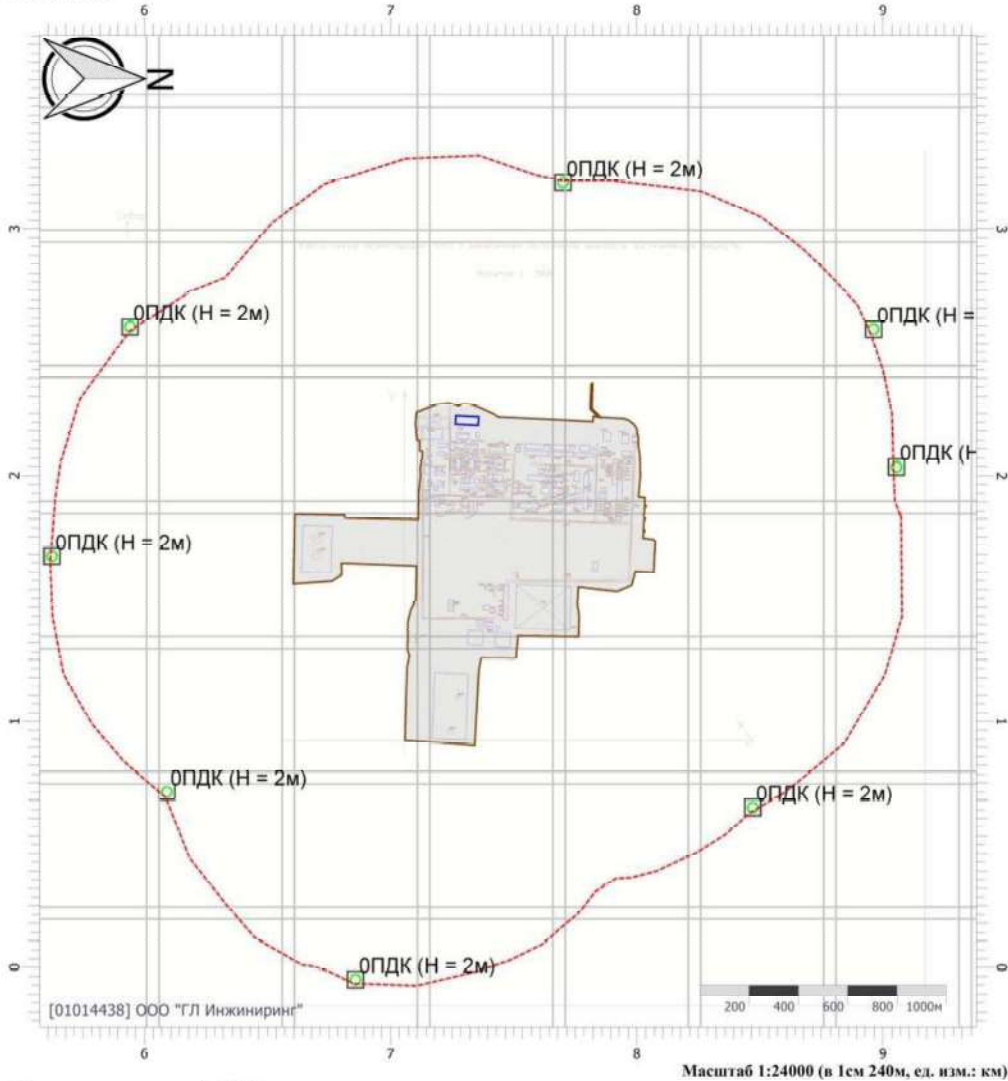 6 7 8 9
N
0ПДК (Н = 2м)
3 3
0ПДК (Н = 2м)
0ПДК (Н =
0ПДК (Н
2 2
0ПДК (Н = 2м)
1 1
0ПДК (Н = 2м)
0ПДК (Н = 2м)
0 0
0ПДК (Н = 2м)
200 400 600 800 1000м
[01014438] ООО "ГЛ Инжиниринг"
6 7 8 9
Масштаб 1:24000 (в 1см 240м, ед. изм.: км)